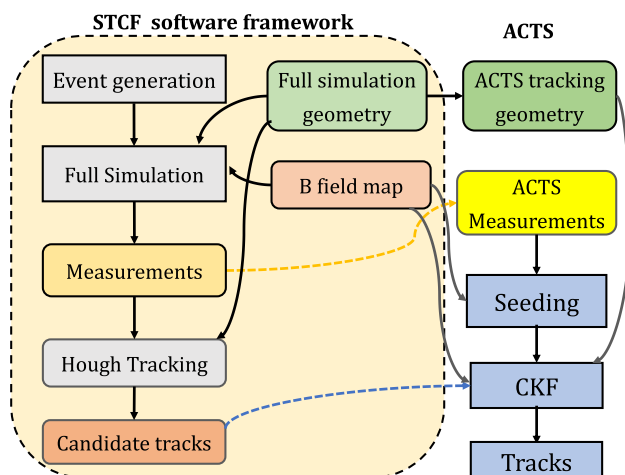 STCF software framework
ACTS
Event generation
Full simulation
geometry
ACTS tracking
geometry
Full Simulation
B field map
ACTS
Measurements
Measurements
Seeding
Hough Tracking
CKF
Candidate tracks
Tracks